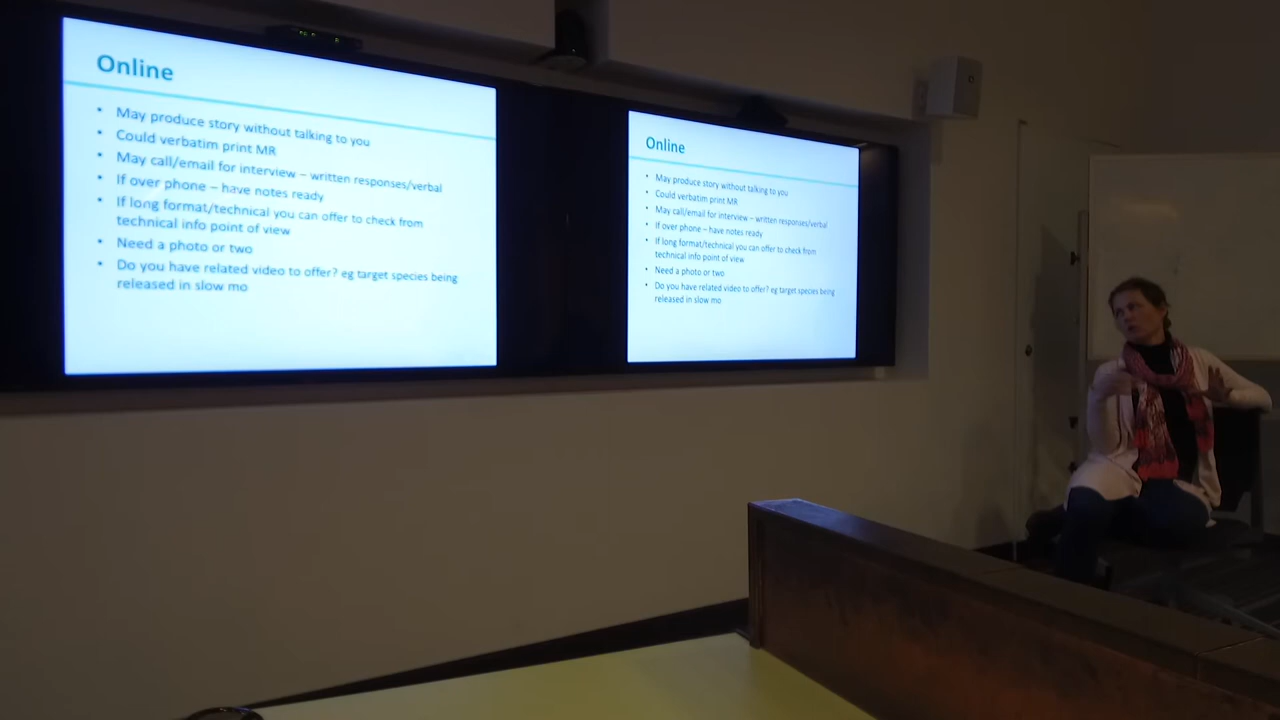 Online
• May produce story without talking to you
• Could verbatim print MR
• May call/email for interview – written responses/verbal
• If over phone – have notes ready
• If long format/technical you can offer to check from
technical info point of view
• Need a photo or two
• Do you have related video to offer? eg target species being
released in slow mo
Online
• May produce story without talking to you
• Could verbatim print MR
• May call/email for interview – written responses/verbal
• If over phone – have notes ready
• If long format/technical you can offer to check from
technical info point of view
• Need a photo or two
• Do you have related video to offer? eg target species being
released in slow mo